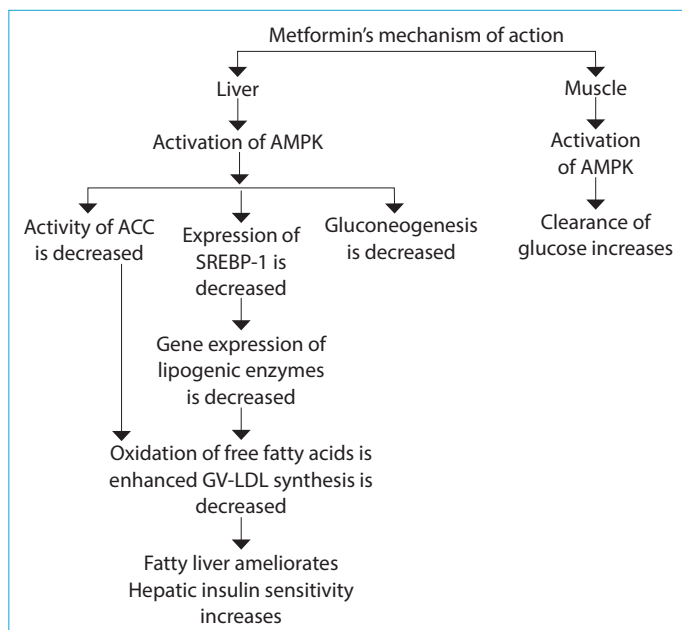 Metformin's mechanism of action
Liver
Muscle
Activation of AMPK
Activation
of AMPK
Activity of ACC
is decreased
Expression of
SREBP-1 is
decreased
Gluconeogenesis
is decreased
Clearance of
glucose increases
Gene expression of
lipogenic enzymes
is decreased
Oxidation of free fatty acids is
enhanced GV-LDL synthesis is
decreased
Fatty liver ameliorates
Hepatic insulin sensitivity
increases